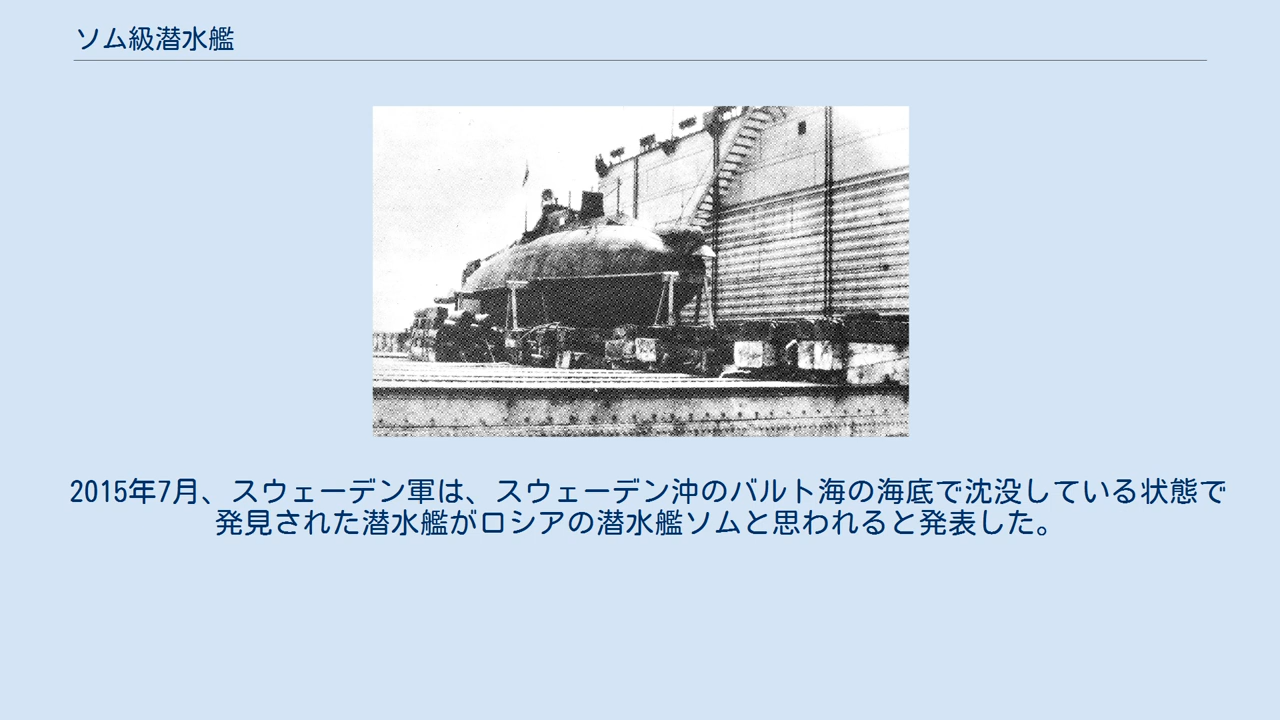 ソム級潜水艦
2015年7月、スウェーデン軍は、スウェーデン沖のバルト海の海底で沈没している状態で
発見された潜水艦がロシアの潜水艦ソムと思われると発表した。